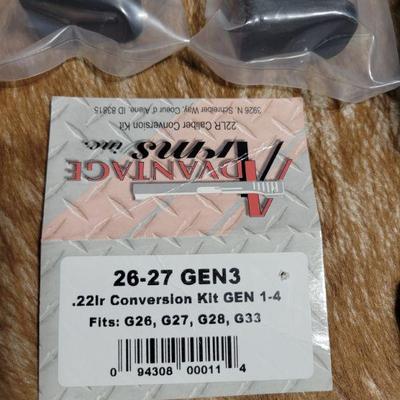 3926 N. Schreiber Way, Coeur d'Alene, ID 83815
22LR Caliber Conversion Kit
ADVANTAGE
ARMS inc.
26-27 GEN3
.22lr Conversion Kit GEN 1-4
Fits: G26, G27, G28, G33
0 94308 00011 4